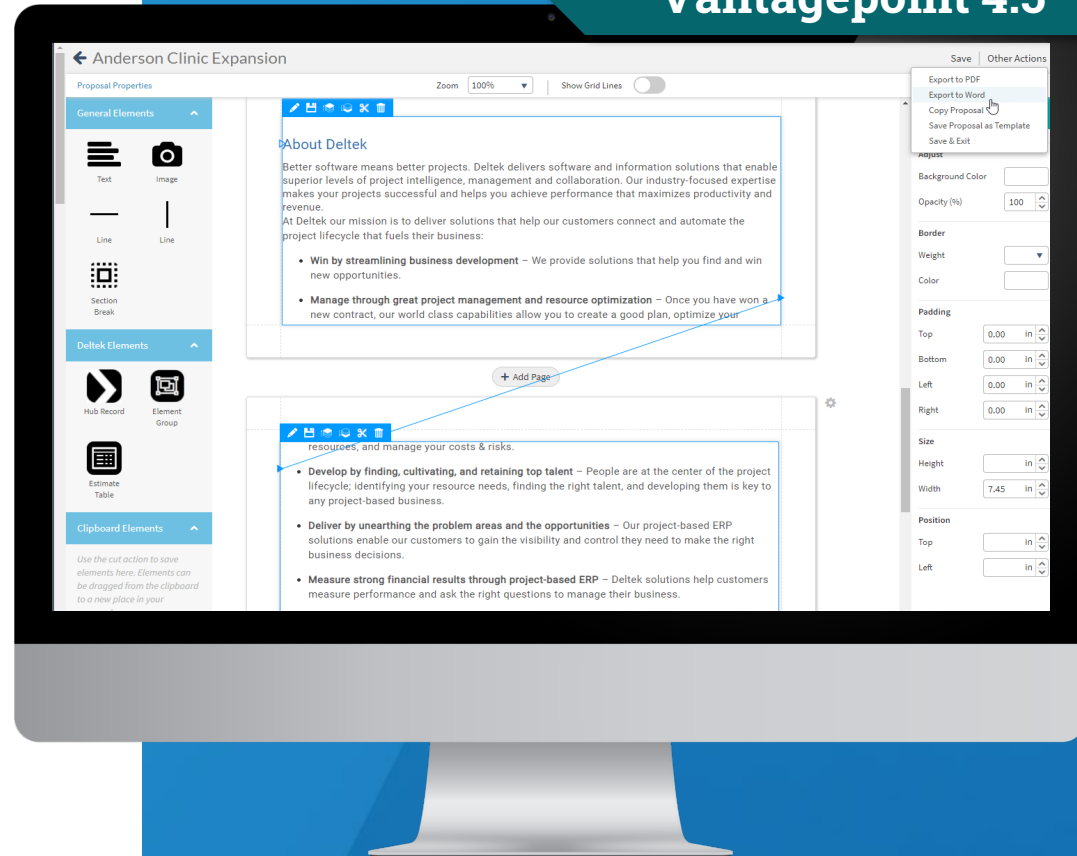 Vantagepoint 4.5
Anderson Clinic Expansion
Save
Other Actions
Proposal Properties
Zoom
100%
Show Grid Lines
Export to PDF
Export to Word
Copy Proposal
Save Proposal as Template
Save & Exit
General Elements
Text
Image
Line
Line
Section
Break
Deltek Elements
Hub Record
Element
Group
Estimate
Table
Clipboard Elements
Use the cut action to save
elements here. Elements can
be dragged from the clipboard
to a new place in your
About Deltek
Better software means better projects. Deltek delivers software and information solutions that enable
superior levels of project intelligence, management and collaboration. Our industry-focused expertise
makes your projects successful and helps you achieve performance that maximizes productivity and
revenue.
At Deltek our mission is to deliver solutions that help our customers connect and automate the
project lifecycle that fuels their business:
• Win by streamlining business development – We provide solutions that help you find and win
new opportunities.
• Manage through great project management and resource optimization – Once you have won a
new contract, our world class capabilities allow you to create a good plan, optimize your
+ Add Page
resources, and manage your costs & risks.
• Develop by finding, cultivating, and retaining top talent – People are at the center of the project
lifecycle; identifying your resource needs, finding the right talent, and developing them is key to
any project-based business.
• Deliver by unearthing the problem areas and the opportunities – Our project-based ERP
solutions enable our customers to gain the visibility and control they need to make the right
business decisions.
• Measure strong financial results through project-based ERP – Deltek solutions help customers
measure performance and ask the right questions to manage their business.
Adjust
Background Color
Opacity (%)
100
Border
Weight
Color
Padding
Top
0.00 in
Bottom
0.00 in
Left
0.00 in
Right
0.00 in
Size
Height
in
Width
7.45 in
Position
Top
in
Left
in